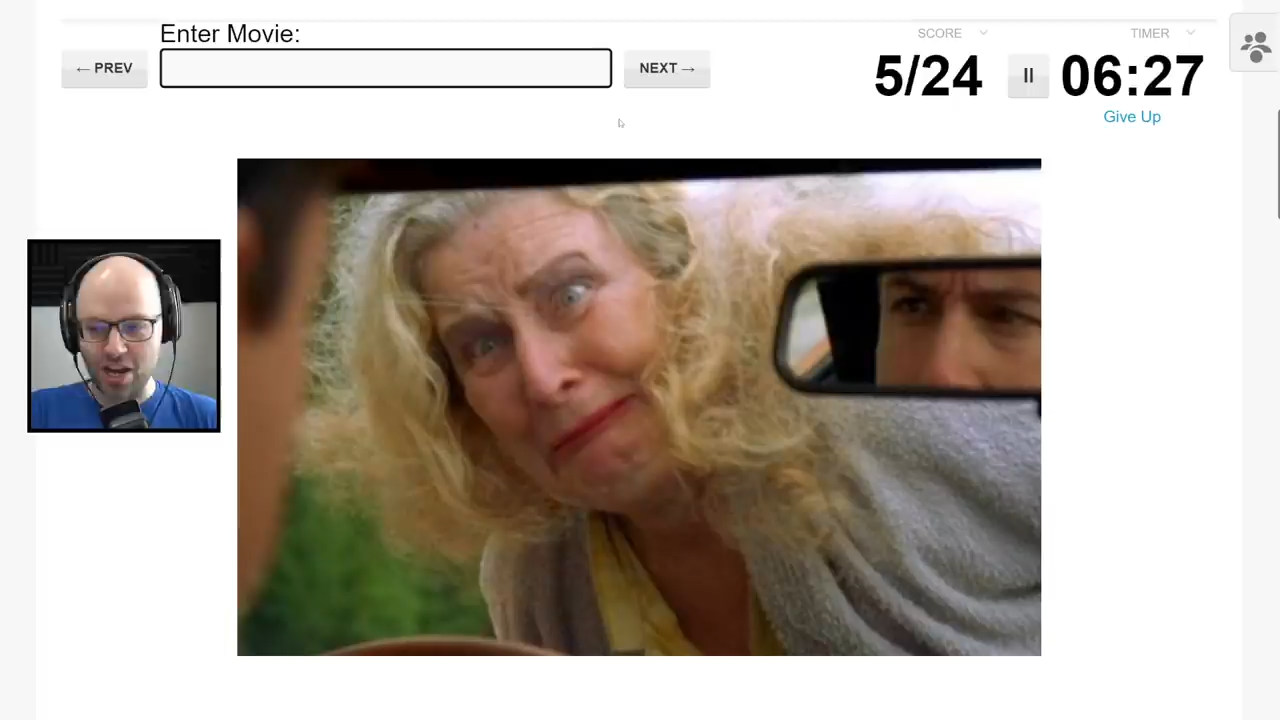 Enter Movie:
← PREV
NEXT →
SCORE
5/24
TIMER
06:27
Give Up